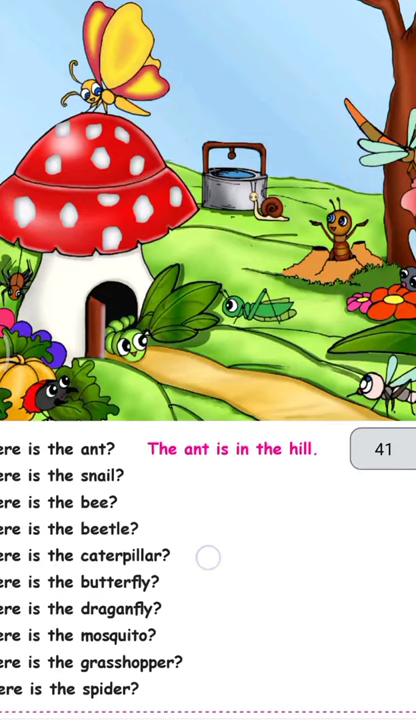 ere is the ant? The ant is in the hill. 41
ere is the snail?
ere is the bee?
ere is the beetle?
ere is the caterpillar?
ere is the butterfly?
ere is the draganfly?
ere is the mosquito?
ere is the grasshopper?
ere is the spider?